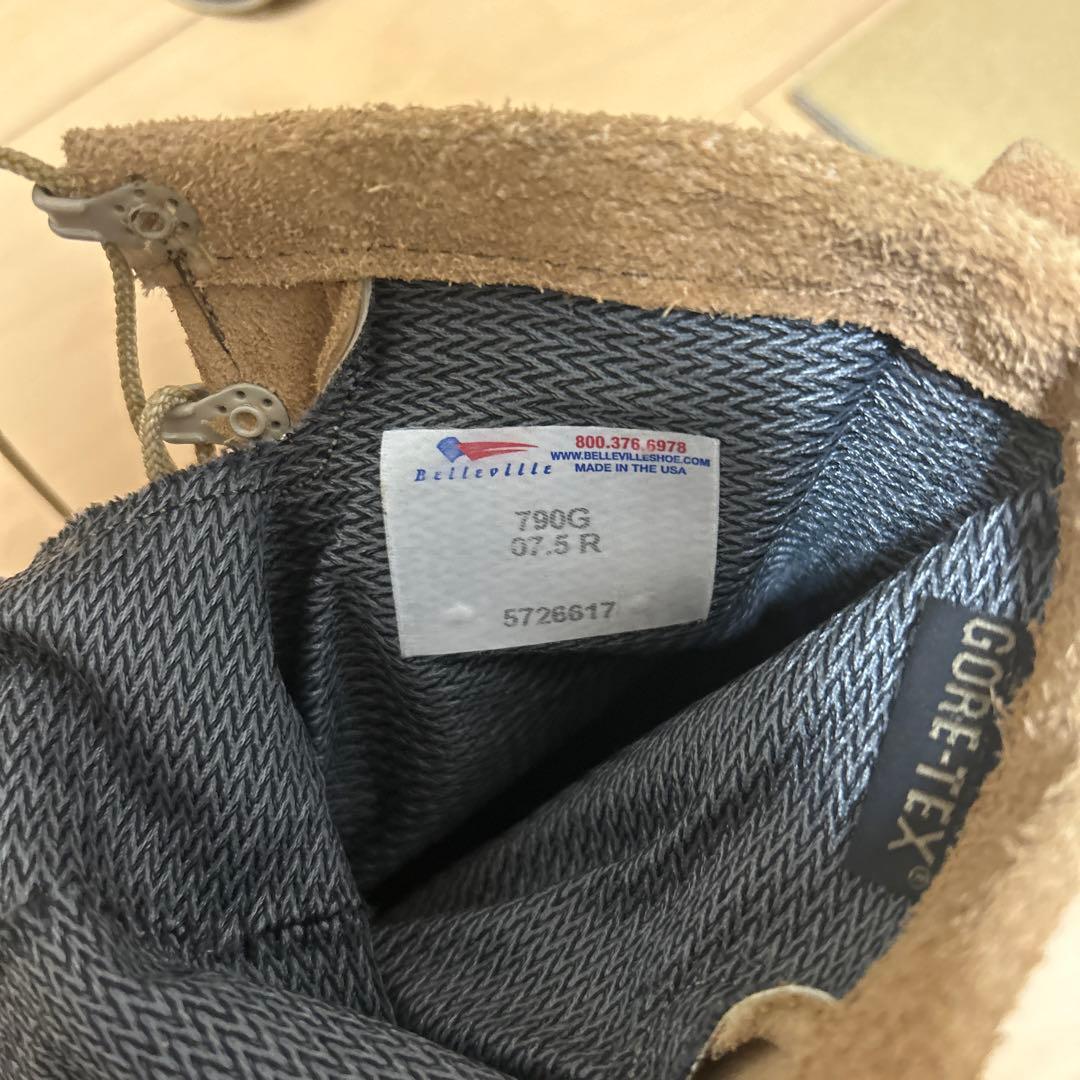 Belleville
800.376.6978
WWW.BELLEVILLESHOE.COM
MADE IN THE USA
790G
07.5 R
5726617
GORE-TEX®